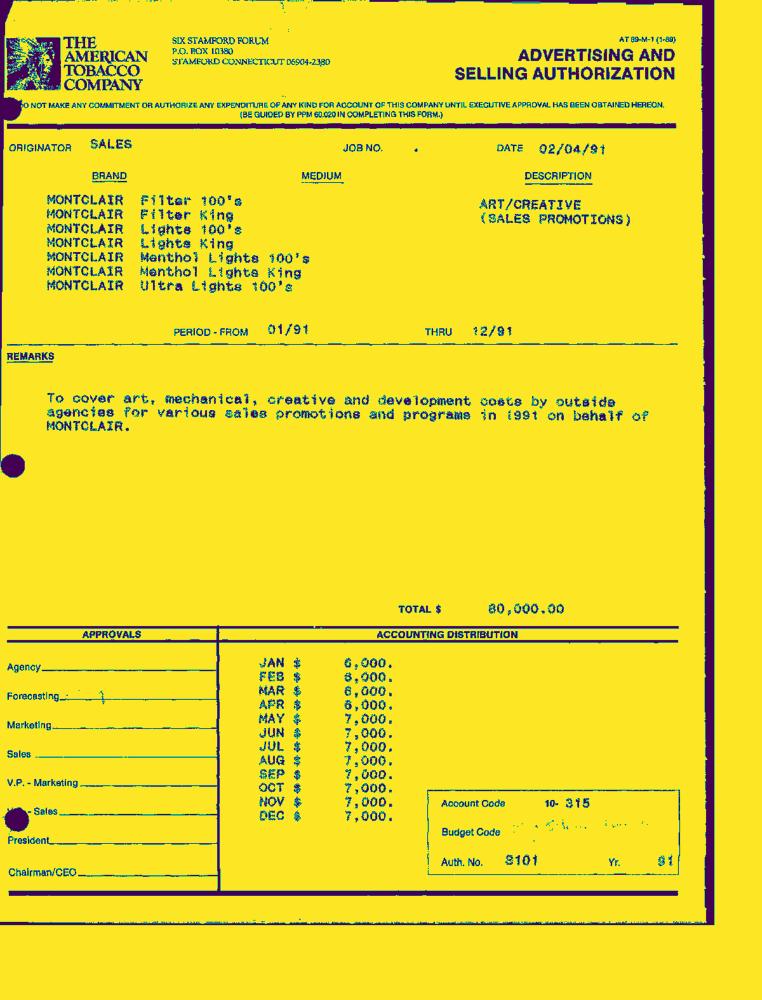 THE
AMERICAN
TOBACCO
COMPANY
SIX STAMFORD FORUM
P.O. BOX 10380
STAMFORD CONNECTICUT 06904-2380
AT 89-M-1 (1-89)
ADVERTISING AND
SELLING AUTHORIZATION
DO NOT MAKE ANY COMMITMENT OR AUTHORIZE ANY EXPENDITURE OF ANY KIND FOR ACCOUNT OF THIS COMPANY UNTIL EXECUTIVE APPROVAL HAS BEEN OBTAINED HEREON.
(BE GUIDED BY PPM 60.020 IN COMPLETING THIS FORM.)
ORIGINATOR SALES JOB NO. DATE 02/04/91
BRAND MEDIUM DESCRIPTION
MONTCLAIR Filter 100's
MONTCLAIR Filter King
MONTCLAIR Lights 100's
MONTCLAIR Lights King
MONTCLAIR Menthol Lights 100's
MONTCLAIR Menthol Lights King
MONTCLAIR Ultra Lights 100's
ART/CREATIVE
(SALES PROMOTIONS)
PERIOD - FROM 01/91 THRU 12/91
REMARKS
To cover art, mechanical, creative and development costs by outside
agencies for various sales promotions and programs in 1991 on behalf of
MONTCLAIR.
TOTAL $ 80,000.00
APPROVALS
Agency
Forecasting
Marketing
Sales
V.P. - Marketing
- Sales
President
Chairman/CEO
ACCOUNTING DISTRIBUTION
JAN $ 6,000.
FEB $ 6,000.
MAR $ 6,000.
APR $ 6,000.
MAY $ 7,000.
JUN $ 7,000.
JUL $ 7,000.
AUG $ 7,000.
SEP $ 7,000.
OCT $ 7,000.
NOV $ 7,000.
DEC $ 7,000.
Account Code 10- 315
Budget Code
Auth. No. 3101 Yr. 91